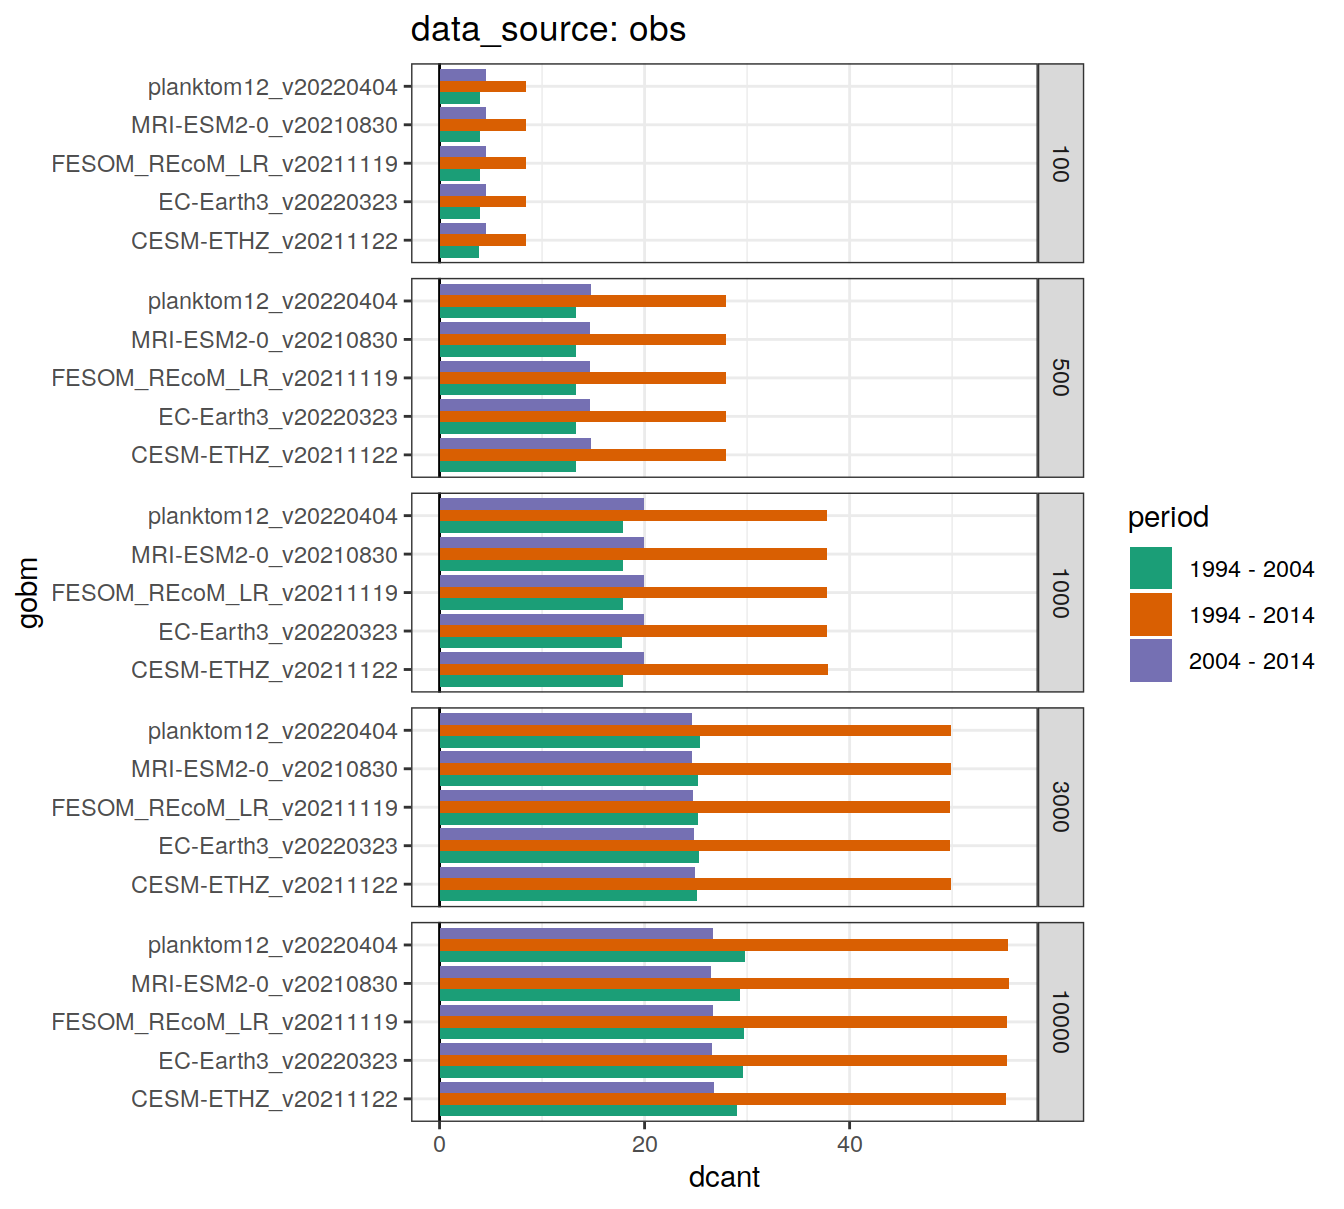 data_source: obs
planktom12_v20220404
MRI-ESM2-0_v20210830
FESOM_REcoM_LR_v20211119
EC-Earth3_v20220323
CESM-ETHZ_v20211122
100
planktom12_v20220404
MRI-ESM2-0_v20210830
FESOM_REcoM_LR_v20211119
EC-Earth3_v20220323
CESM-ETHZ_v20211122
500
planktom12_v20220404
MRI-ESM2-0_v20210830
FESOM_REcoM_LR_v20211119
EC-Earth3_v20220323
CESM-ETHZ_v20211122
1000
planktom12_v20220404
MRI-ESM2-0_v20210830
FESOM_REcoM_LR_v20211119
EC-Earth3_v20220323
CESM-ETHZ_v20211122
3000
planktom12_v20220404
MRI-ESM2-0_v20210830
FESOM_REcoM_LR_v20211119
EC-Earth3_v20220323
CESM-ETHZ_v20211122
10000
0 20 40
dcant
gobm
period
1994 - 2004
1994 - 2014
2004 - 2014